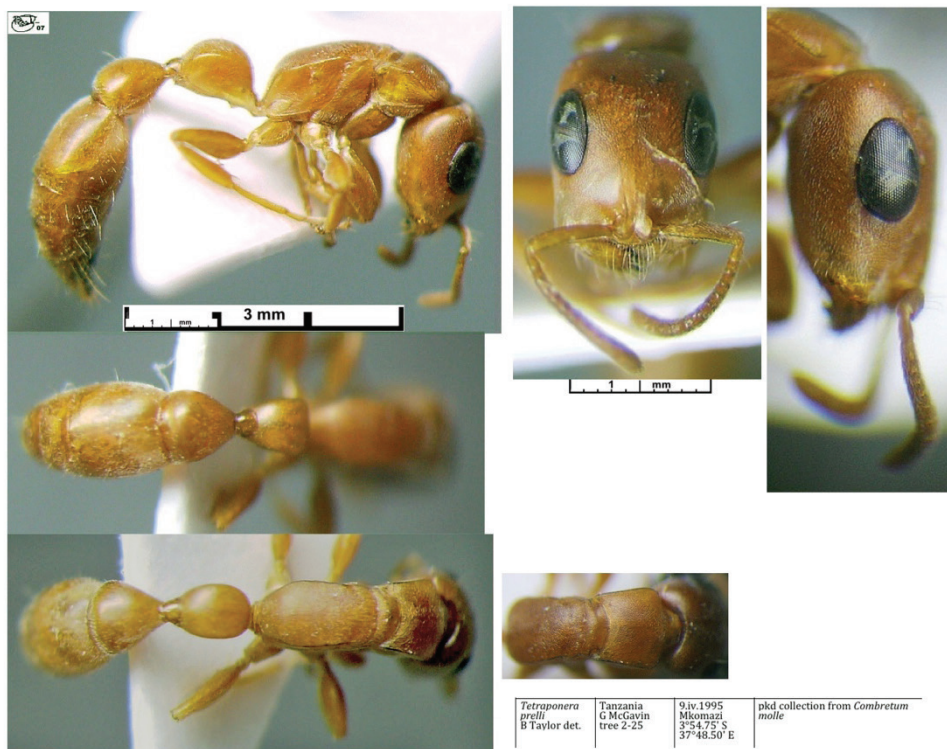 07
1 mm
3 mm
1 mm
Tetraponera
prelli
B Taylor det.
Tanzania
G McGavin
tree 2-25
9.iv.1995
Mkomazi
3°54.75' S
37°48.50' E
pkd collection from Combretum
molle